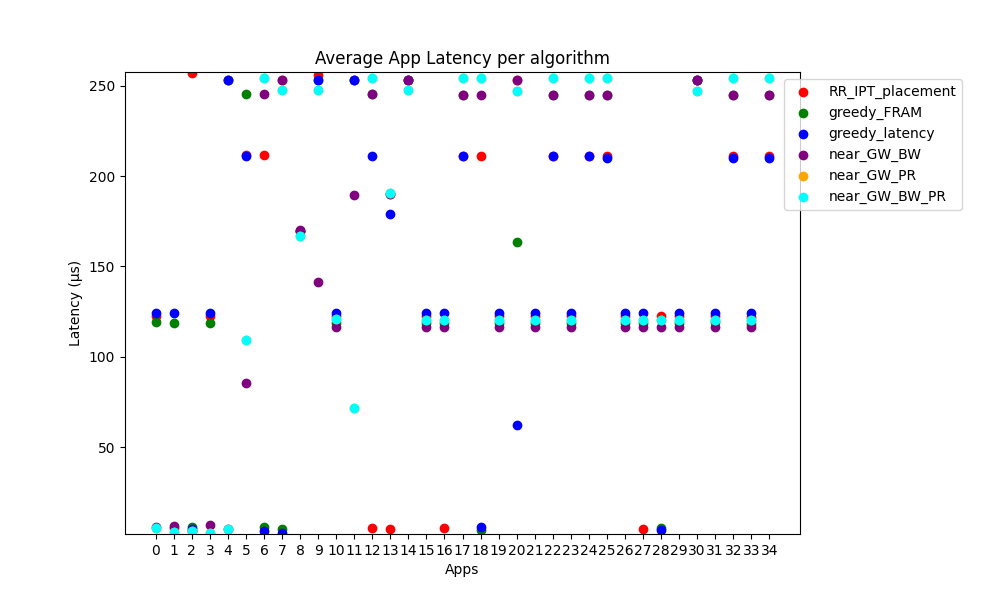 Average App Latency per algorithm
250
200
150
100
50
Latency (µs)
0 1 2 3 4 5 6 7 8 9 10 11 12 13 14 15 16 17 18 19 20 21 22 23 24 25 26 27 28 29 30 31 32 33 34
Apps
RR_IPT_placement
greedy_FRAM
greedy_latency
near_GW_BW
near_GW_PR
near_GW_BW_PR